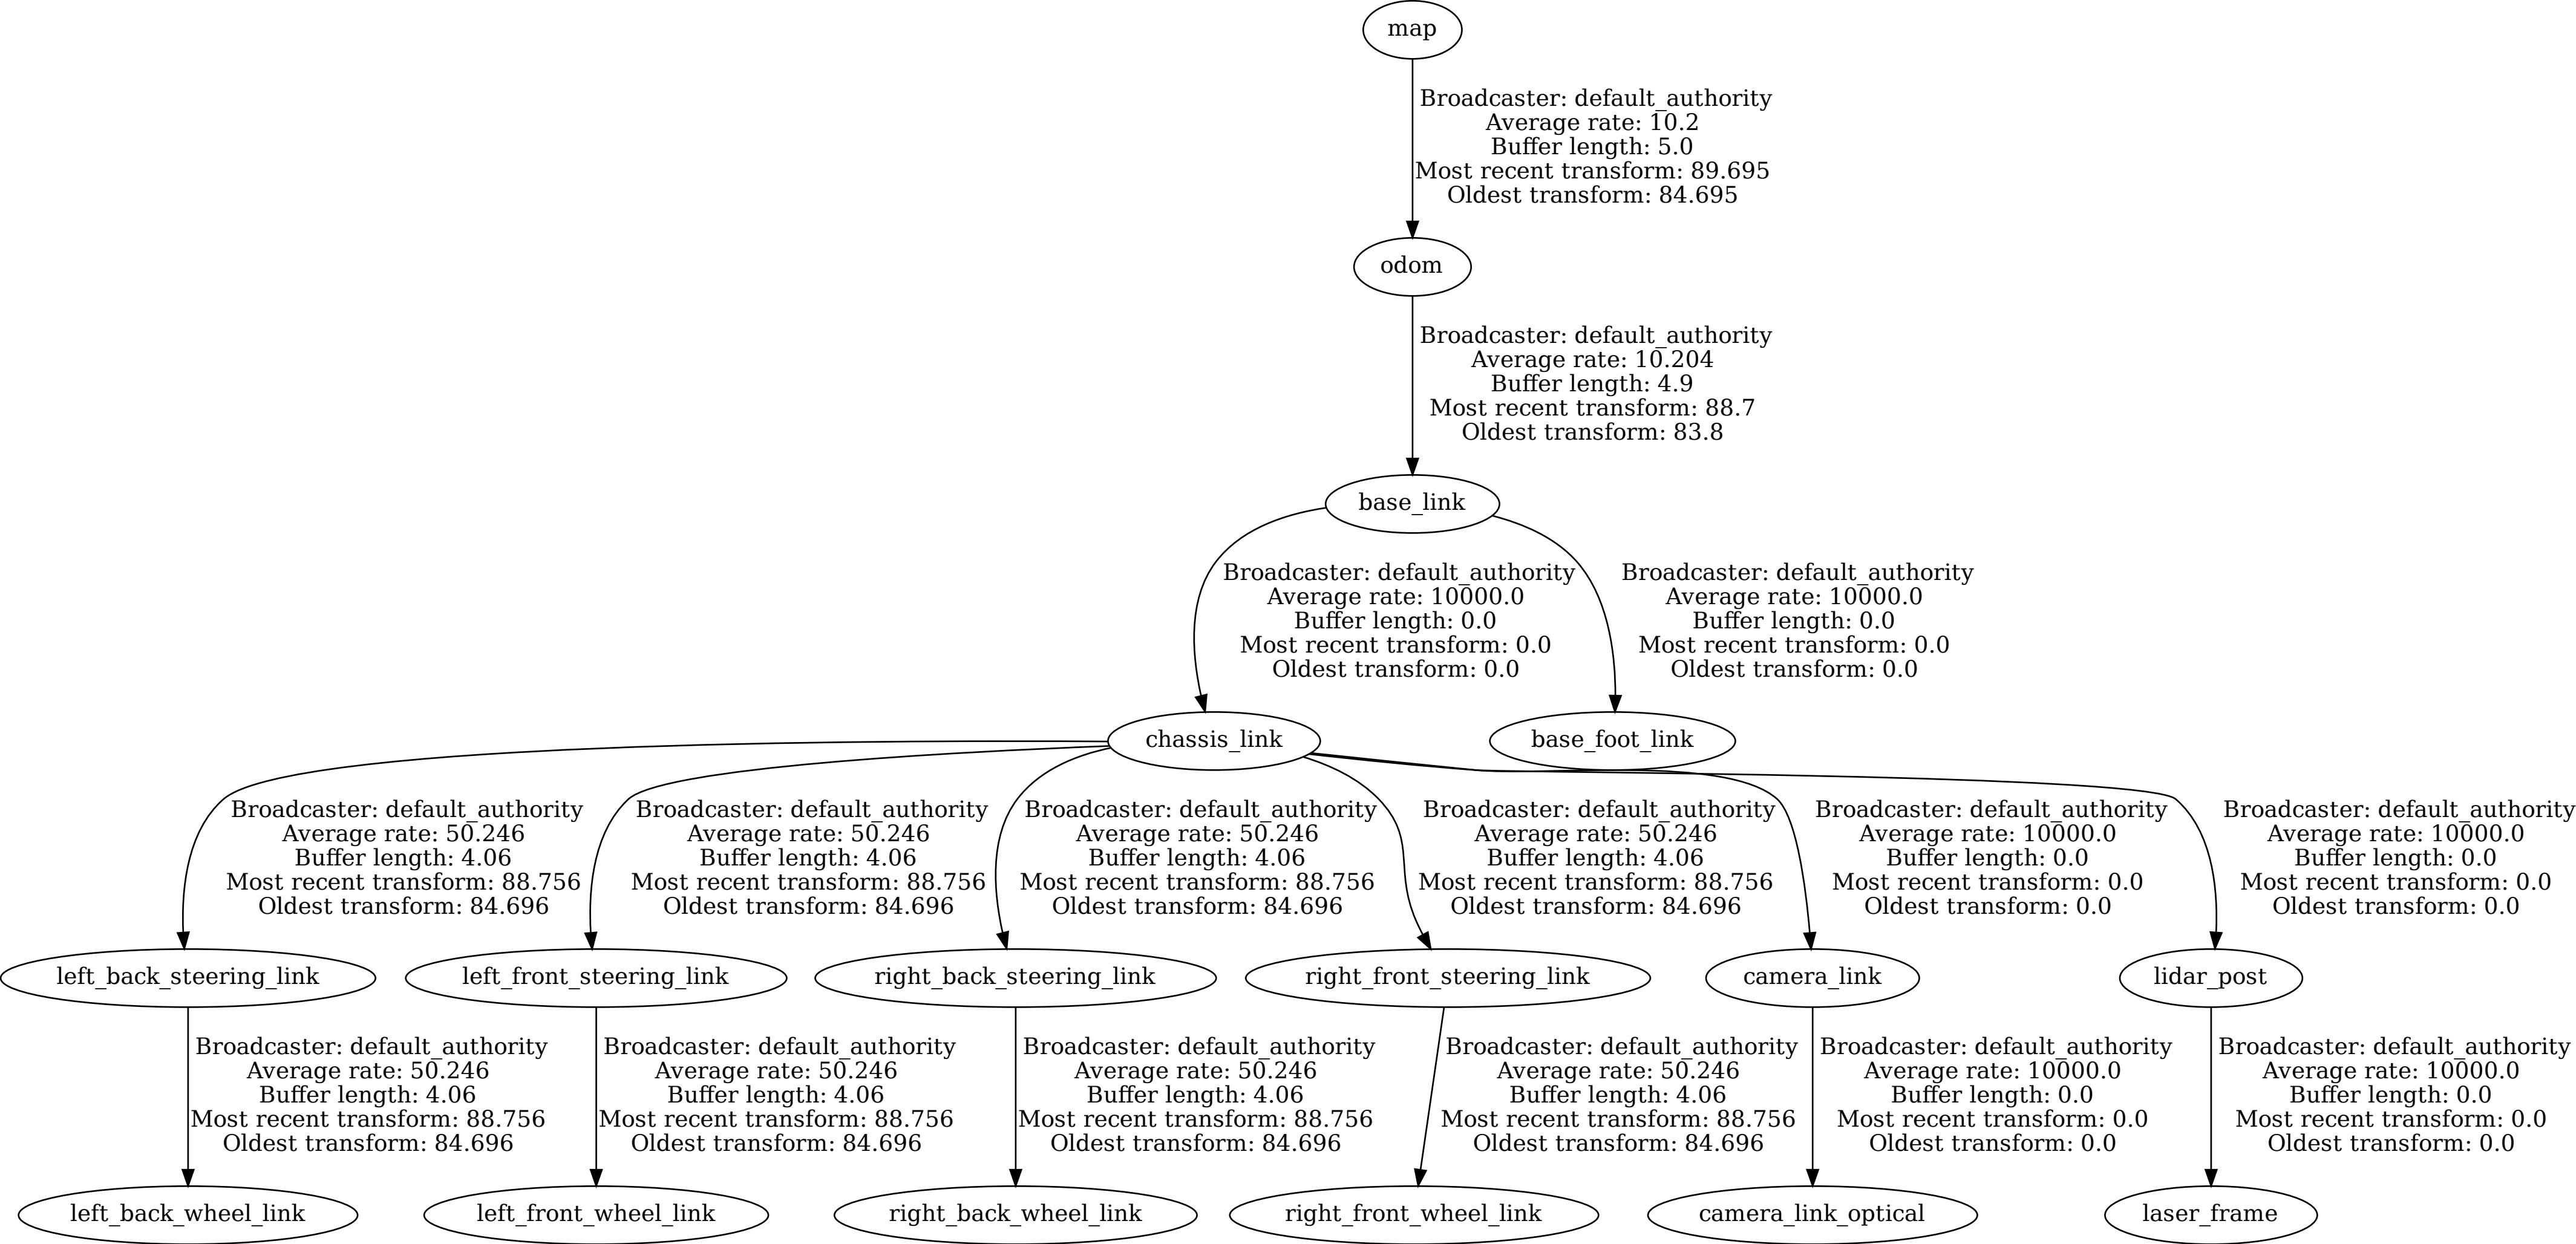 map
Broadcaster: default_authority
Average rate: 10.2
Buffer length: 5.0
Most recent transform: 89.695
Oldest transform: 84.695
odom
Broadcaster: default_authority
Average rate: 10.204
Buffer length: 4.9
Most recent transform: 88.7
Oldest transform: 83.8
base_link
Broadcaster: default_authority
Average rate: 10000.0
Buffer length: 0.0
Most recent transform: 0.0
Oldest transform: 0.0
Broadcaster: default_authority
Average rate: 10000.0
Buffer length: 0.0
Most recent transform: 0.0
Oldest transform: 0.0
chassis_link
base_foot_link
Broadcaster: default_authority
Average rate: 50.246
Buffer length: 4.06
Most recent transform: 88.756
Oldest transform: 84.696
Broadcaster: default_authority
Average rate: 50.246
Buffer length: 4.06
Most recent transform: 88.756
Oldest transform: 84.696
Broadcaster: default_authority
Average rate: 50.246
Buffer length: 4.06
Most recent transform: 88.756
Oldest transform: 84.696
Broadcaster: default_authority
Average rate: 50.246
Buffer length: 4.06
Most recent transform: 88.756
Oldest transform: 84.696
Broadcaster: default_authority
Average rate: 10000.0
Buffer length: 0.0
Most recent transform: 0.0
Oldest transform: 0.0
Broadcaster: default_authority
Average rate: 10000.0
Buffer length: 0.0
Most recent transform: 0.0
Oldest transform: 0.0
left_back_steering_link
left_front_steering_link
right_back_steering_link
right_front_steering_link
camera_link
lidar_post
Broadcaster: default_authority
Average rate: 50.246
Buffer length: 4.06
Most recent transform: 88.756
Oldest transform: 84.696
Broadcaster: default_authority
Average rate: 50.246
Buffer length: 4.06
Most recent transform: 88.756
Oldest transform: 84.696
Broadcaster: default_authority
Average rate: 50.246
Buffer length: 4.06
Most recent transform: 88.756
Oldest transform: 84.696
Broadcaster: default_authority
Average rate: 50.246
Buffer length: 4.06
Most recent transform: 88.756
Oldest transform: 84.696
Broadcaster: default_authority
Average rate: 10000.0
Buffer length: 0.0
Most recent transform: 0.0
Oldest transform: 0.0
Broadcaster: default_authority
Average rate: 10000.0
Buffer length: 0.0
Most recent transform: 0.0
Oldest transform: 0.0
left_back_wheel_link
left_front_wheel_link
right_back_wheel_link
right_front_wheel_link
camera_link_optical
laser_frame